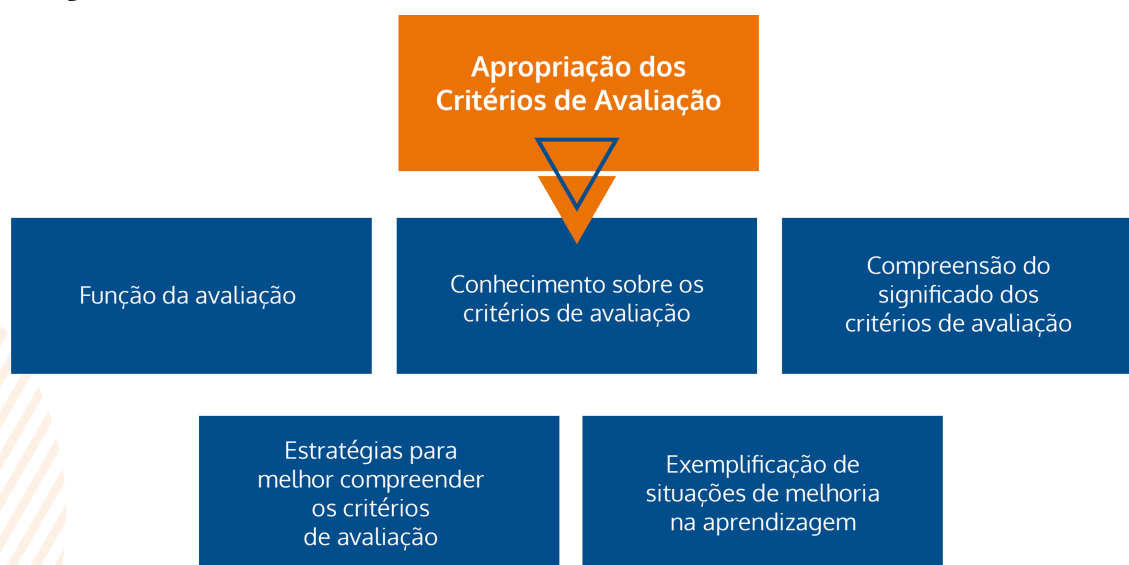 Apropriação dos
Critérios de Avaliação
Função da avaliação
Conhecimento sobre os
critérios de avaliação
Compreensão do
significado dos
critérios de avaliação
Estratégias para
melhor compreender
os critérios
de avaliação
Exemplificação de
situações de melhoria
na aprendizagem